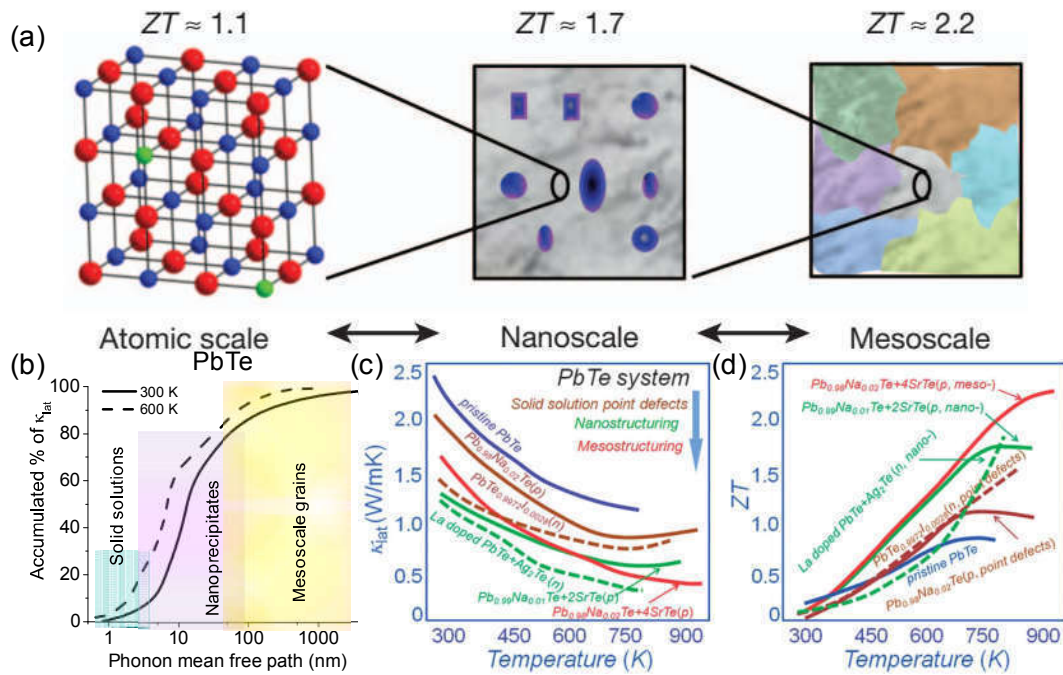 (a)
ZT ≈ 1.1
ZT ≈ 1.7
ZT ≈ 2.2
Atomic scale
Nanoscale
Mesoscale
(b)
PbTe
100
80
60
40
20
0
Accumulated % of κlat
300 K
600 K
Solid solutions
Nanoprecipitates
Mesoscale grains
1
10
100
1000
Phonon mean free path (nm)
(c)
2.5
2.0
1.5
1.0
0.5
0
κlat (W/mK)
PbTe system
Solid solution point defects
Nanostructuring
Mesostructuring
pristine PbTe
Pb0.98Na0.02Te(p)
PbTe0.9972I0.0028(n)
La doped PbTe+Ag2Te(n)
Pb0.99Na0.01Te+2SrTe(p)
Pb0.98Na0.02Te+4SrTe(p)
300
450
600
750
900
Temperature (K)
(d)
2.5
2.0
1.5
1.0
0.5
0
ZT
Pb0.98Na0.02Te+4SrTe(p, meso-)
Pb0.99Na0.01Te+2SrTe(p, nano-)
La doped PbTe+Ag2Te(n, nano-)
PbTe0.9972I0.0028(n, point defects)
pristine PbTe
Pb0.98Na0.02Te(p, point defects)
300
450
600
750
900
Temperature (K)